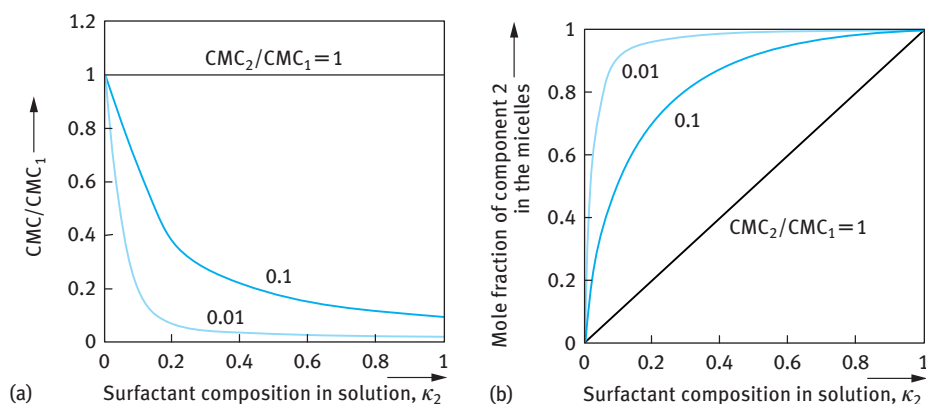 1.2
1
0.8
0.6
0.4
0.2
0
CMC/CMC₁
CMC₂/CMC₁=1
0.1
0.01
0 0.2 0.4 0.6 0.8 1
(a) Surfactant composition in solution, κ₂
1
0.8
0.6
0.4
0.2
0
Mole fraction of component 2
in the micelles
0.01
0.1
CMC₂/CMC₁=1
0 0.2 0.4 0.6 0.8 1
(b) Surfactant composition in solution, κ₂